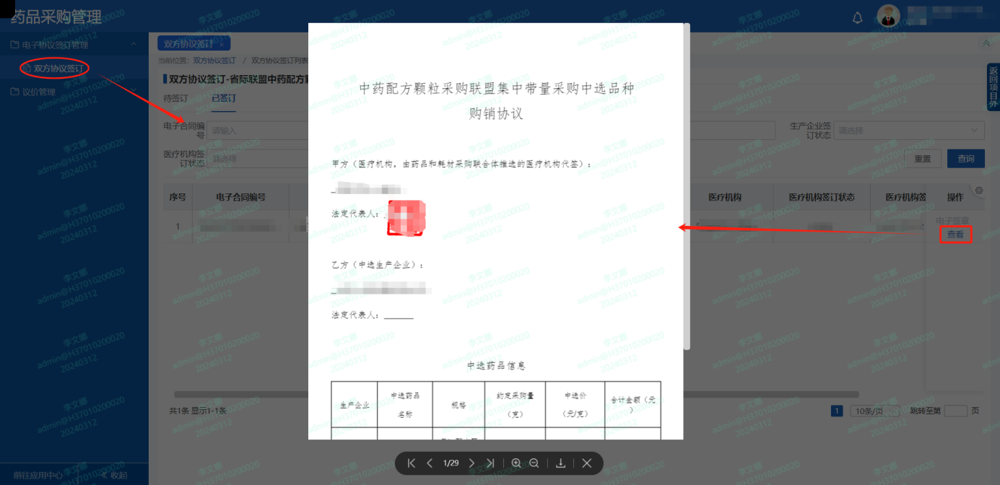 药品采购管理
电子协议签订管理
双方协议签订
议价管理
前往应用中心
收起
双方协议签订 ×
当前位置: 双方协议签订 / 双方协议签订列表
双方协议签订-省际联盟中药配方颗
待签订 已签订
电子合同编号 请输入
生产企业签订状态 请选择
医疗机构签订状态 请选择
重置 查询
返回项目外
序号 电子合同编号 医疗机构 医疗机构签订状态 医疗机构签 操作
1
电子签章
查看
共1条 显示1-1条
1 10条/页 跳转至第 页
中药配方颗粒采购联盟集中带量采购中选品种
购销协议
甲方（医疗机构，由药品和耗材采购联合体推选的医疗机构代签）：
法定代表人：
乙方（中选生产企业）：
法定代表人：
中选药品信息
生产企业 中选药品名称 规格 约定采购量（克） 中选价（元/克） 合计金额（元）
1/29
李文娜
admin@H37010200020
20240312